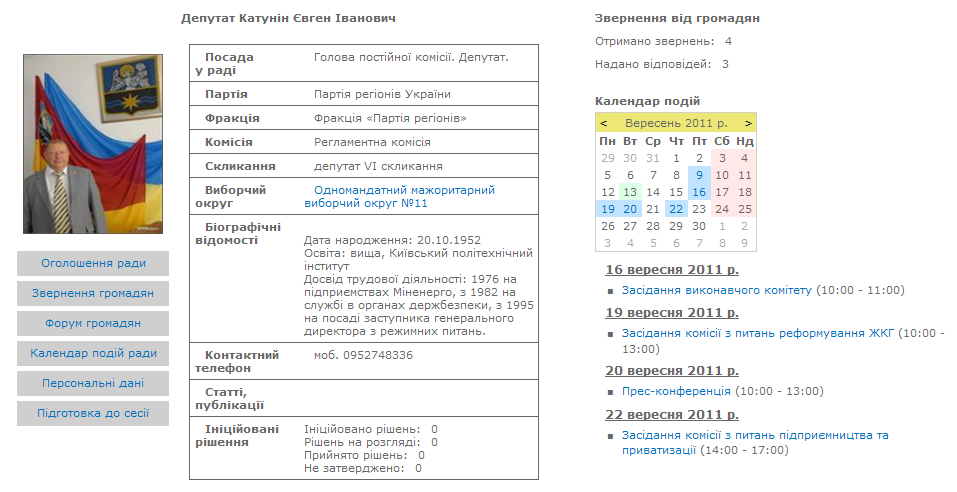 Депутат Катунін Євген Іванович
Оголошення ради
Звернення громадян
Форум громадян
Календар подій ради
Персональні дані
Підготовка до сесії
Посада у раді
Голова постійної комісії. Депутат.
Партія
Партія регіонів України
Фракція
Фракція «Партія регіонів»
Комісія
Регламентна комісія
Скликання
депутат VI скликання
Виборчий округ
Одномандатний мажоритарний
виборчий округ №11
Біографічні
відомості
Дата народження: 20.10.1952
Освіта: вища, Київський політехнічний
інститут
Досвід трудової діяльності: 1976 на
підприємствах Міненерго, з 1982 на
службі в органах держбезпеки, з 1995
на посаді заступника генерального
директора з режимних питань.
Контактний
телефон
моб. 0952748336
Статті,
публікації
Ініційовані
рішення
Ініційовано рішень: 0
Рішень на розгляді: 0
Прийнято рішень: 0
Не затверджено: 0
Звернення від громадян
Отримано звернень: 4
Надано відповідей: 3
Календар подій
< Вересень 2011 р. >
Пн Вт Ср Чт Пт Сб Нд
29 30 31 1 2 3 4
5 6 7 8 9 10 11
12 13 14 15 16 17 18
19 20 21 22 23 24 25
26 27 28 29 30 1 2
3 4 5 6 7 8 9
16 вересня 2011 р.
Засідання виконавчого комітету (10:00 - 11:00)
19 вересня 2011 р.
Засідання комісії з питань реформування ЖКГ (10:00 -
13:00)
20 вересня 2011 р.
Прес-конференція (10:00 - 13:00)
22 вересня 2011 р.
Засідання комісії з питань підприємництва та
приватизації (14:00 - 17:00)